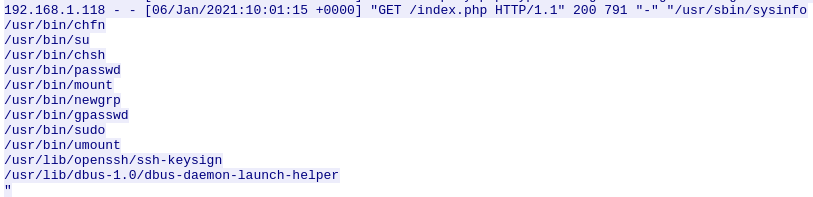 192.168.1.118 - - [06/Jan/2021:10:01:15 +0000] "GET /index.php HTTP/1.1" 200 791 "-" "/usr/sbin/sysinfo
/usr/bin/chfn
/usr/bin/su
/usr/bin/chsh
/usr/bin/passwd
/usr/bin/mount
/usr/bin/newgrp
/usr/bin/gpasswd
/usr/bin/sudo
/usr/bin/umount
/usr/lib/openssh/ssh-keysign
/usr/lib/dbus-1.0/dbus-daemon-launch-helper
"